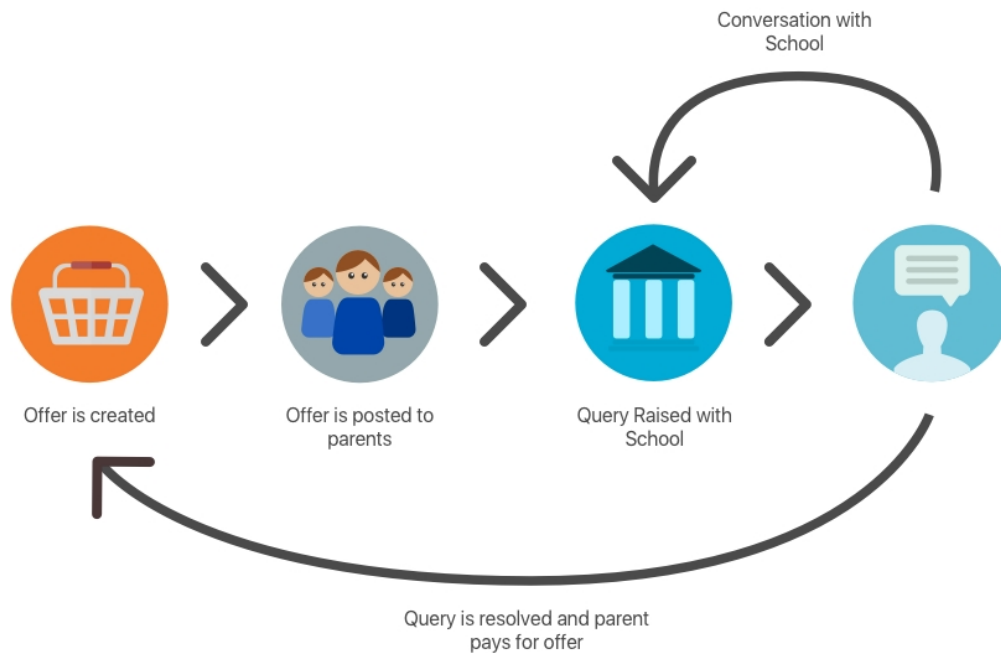 Conversation with
School
Offer is created
Offer is posted to
parents
Query Raised with
School
Query is resolved and parent
pays for offer